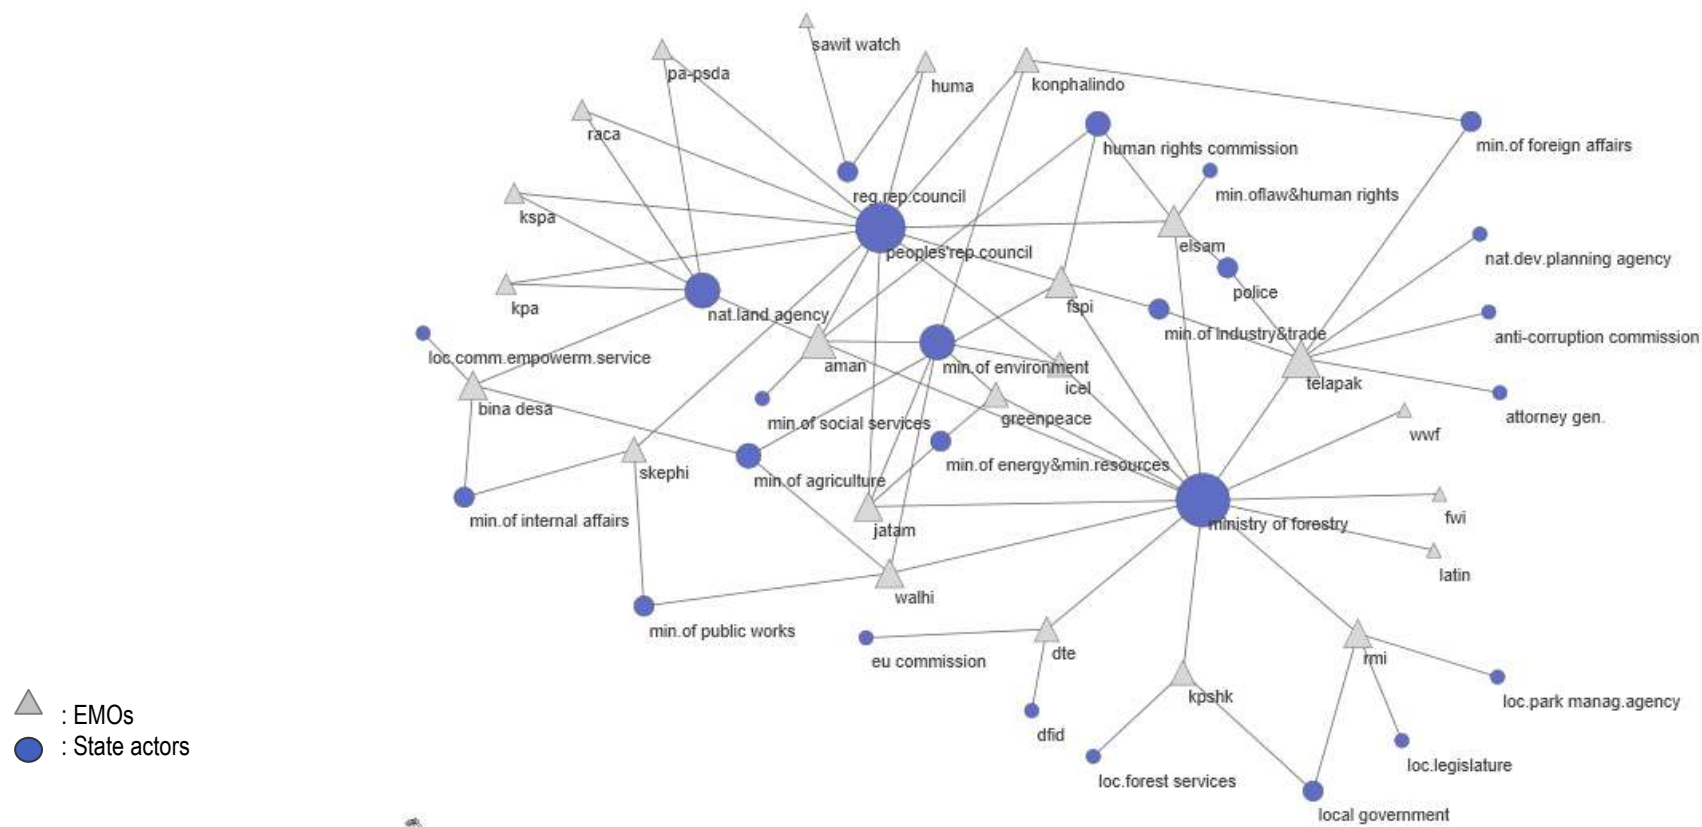 sawit watch
pa-psda
huma
konphalindo
raca
human rights commission
min.of foreign affairs
reg.rep.council
min.oflaw&human rights
kspa
peoples'rep.council
elsam
nat.dev.planning agency
police
kpa
nat.land agency
fspi
min.of industry&trade
anti-corruption commission
loc.comm.empowerm.service
aman
min.of environment
icel
telapak
bina desa
min.of social services
greenpeace
attorney gen.
wwf
skephi
min.of energy&min.resources
min.of agriculture
min.of internal affairs
jatam
ministry of forestry
fwi
latin
walhi
min.of public works
eu commission
dte
rmi
kpshk
loc.park manag.agency
: EMOs
dfid
: State actors
loc.forest services
loc.legislature
local government